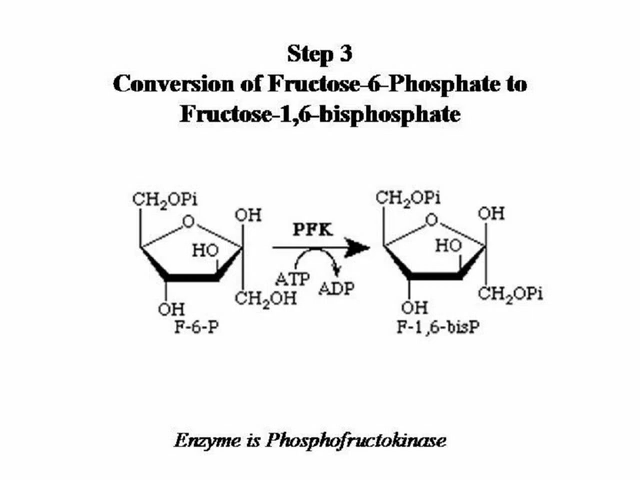 Step 3
Conversion of Fructose-6-Phosphate to
Fructose-1,6-bisphosphate
CH2OPi
O
OH
HO
OH
CH2OH
F-6-P
PFK
ATP
ADP
CH2OPi
O
OH
HO
OH
CH2OPi
F-1,6-bisP
Enzyme is Phosphofructokinase